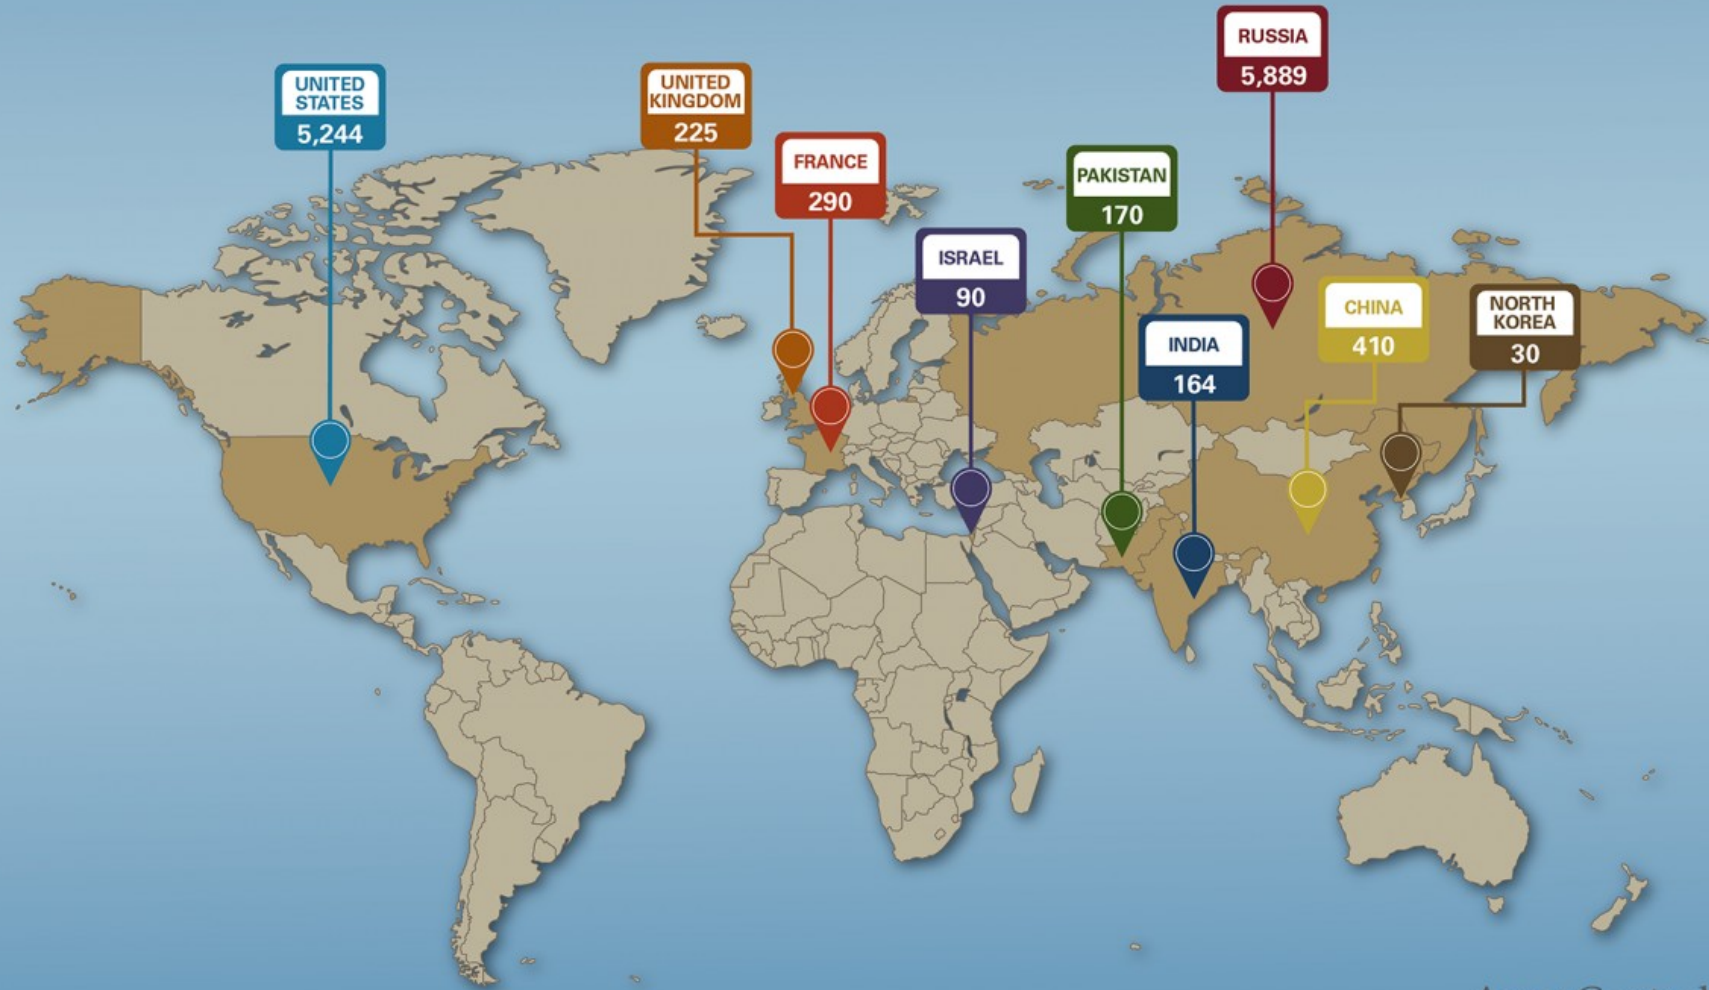 UNITED
STATES
5,244
UNITED
KINGDOM
225
FRANCE
290
ISRAEL
90
PAKISTAN
170
INDIA
164
RUSSIA
5,889
CHINA
410
NORTH
KOREA
30